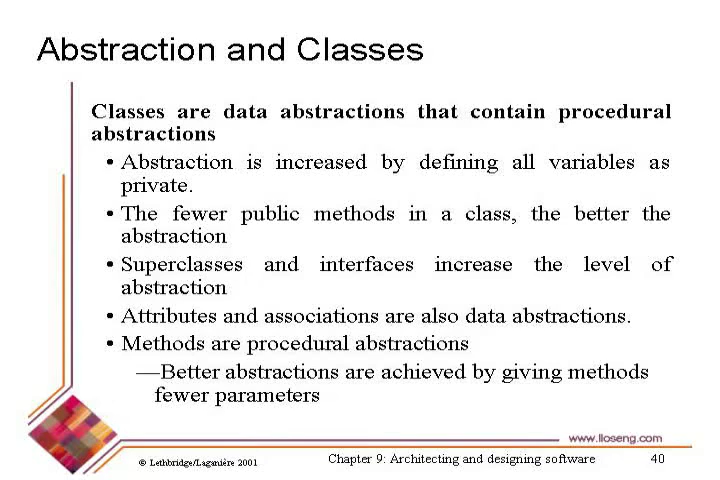 Abstraction and Classes
Classes are data abstractions that contain procedural
abstractions
• Abstraction is increased by defining all variables as
private.
• The fewer public methods in a class, the better the
abstraction
• Superclasses and interfaces increase the level of
abstraction
• Attributes and associations are also data abstractions.
• Methods are procedural abstractions
—Better abstractions are achieved by giving methods
fewer parameters
www.lloseng.com
© Lethbridge/Laganière 2001
Chapter 9: Architecting and designing software
40